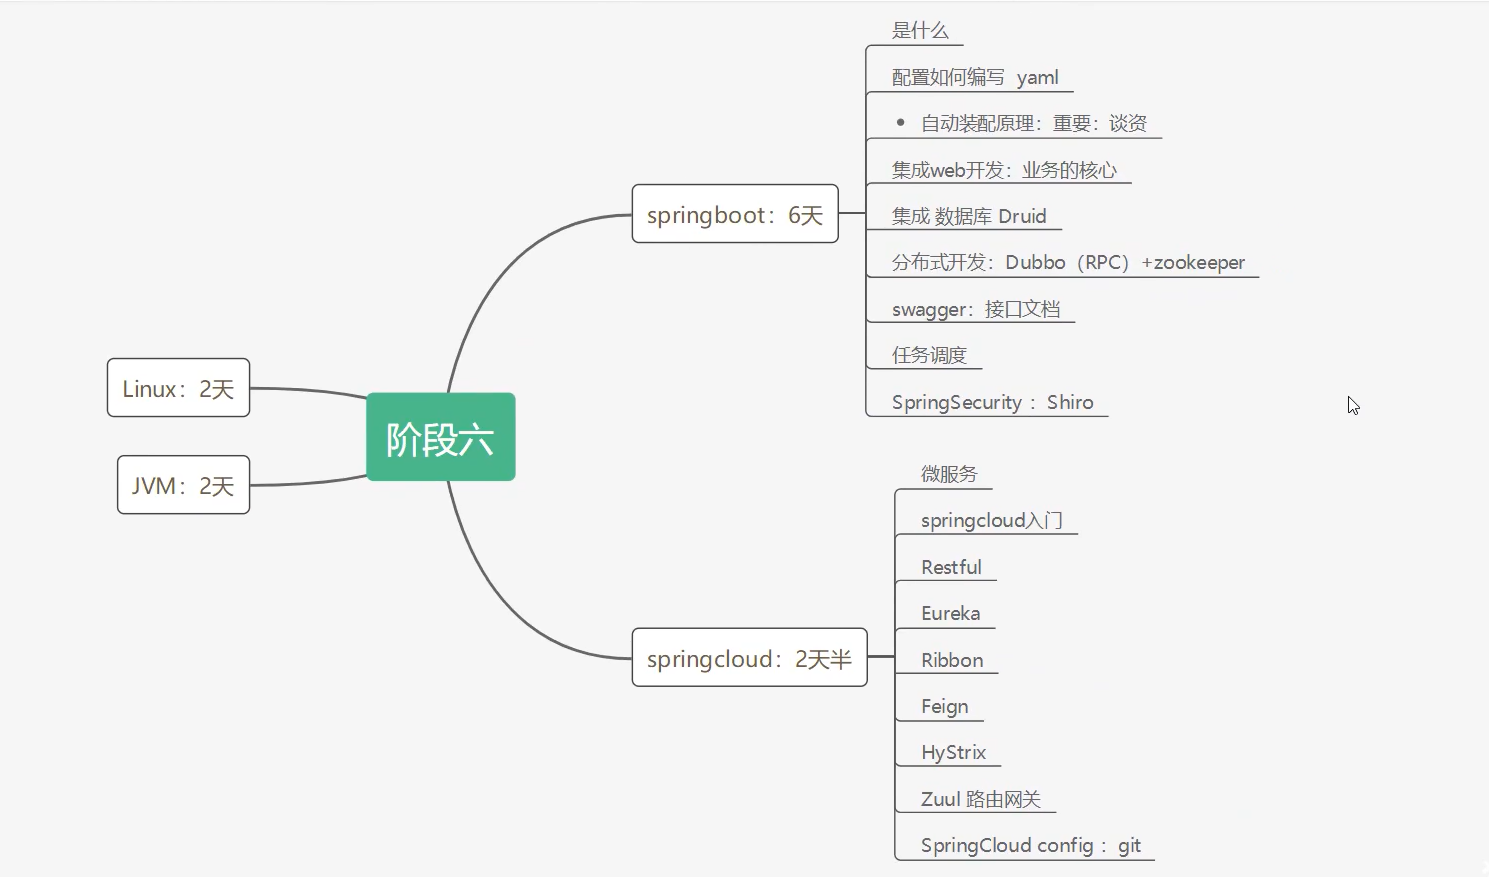 是什么
配置如何编写 yaml
• 自动装配原理：重要：谈资
集成web开发：业务的核心
集成 数据库 Druid
分布式开发：Dubbo（RPC）+zookeeper
swagger：接口文档
任务调度
SpringSecurity ：Shiro
springboot：6天
Linux：2天
阶段六
JVM：2天
微服务
springcloud入门
Restful
Eureka
Ribbon
Feign
HyStrix
Zuul 路由网关
SpringCloud config ：git
springcloud：2天半